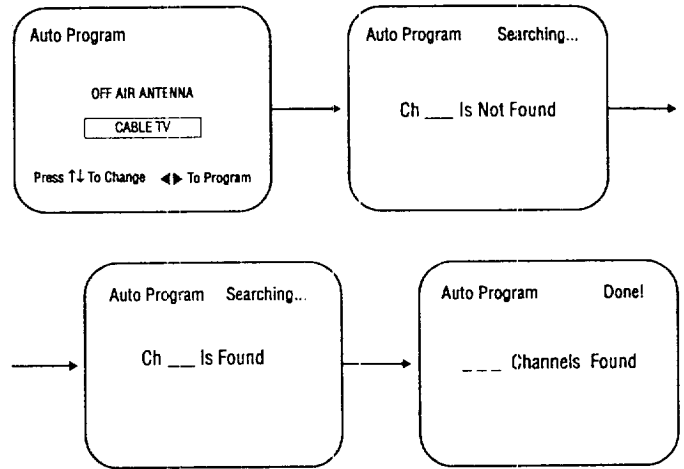 Auto Program
OFF AIR ANTENNA
CABLE TV
Press ↑↓ To Change ◀▶ To Program
Auto Program Searching...
Ch ___ Is Not Found
Auto Program Searching...
Ch ___ Is Found
Auto Program Done!
_ _ _ Channels Found